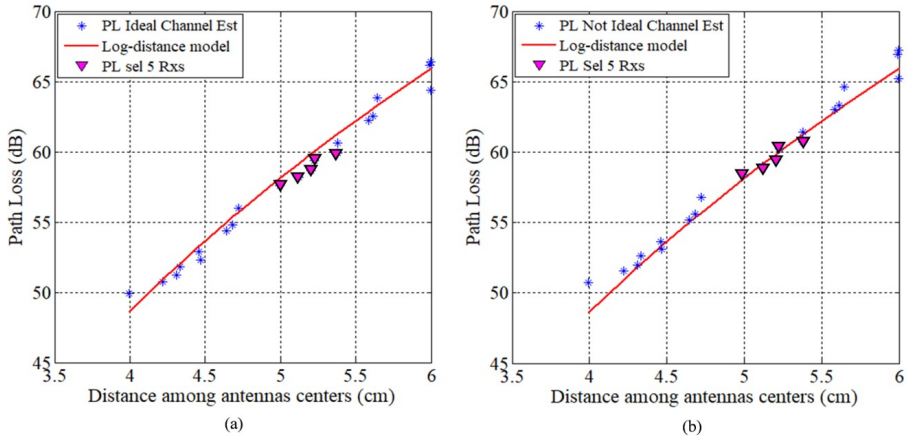 PL Ideal Channel Est
Log-distance model
PL sel 5 Rxs
70
65
60
55
50
45
3.5 4 4.5 5 5.5 6
Path Loss (dB)
Distance among antennas centers (cm)
(a)
PL Not Ideal Channel Est
Log-distance model
PL Sel 5 Rxs
70
65
60
55
50
45
3.5 4 4.5 5 5.5 6
Path Loss (dB)
Distance among antennas centers (cm)
(b)